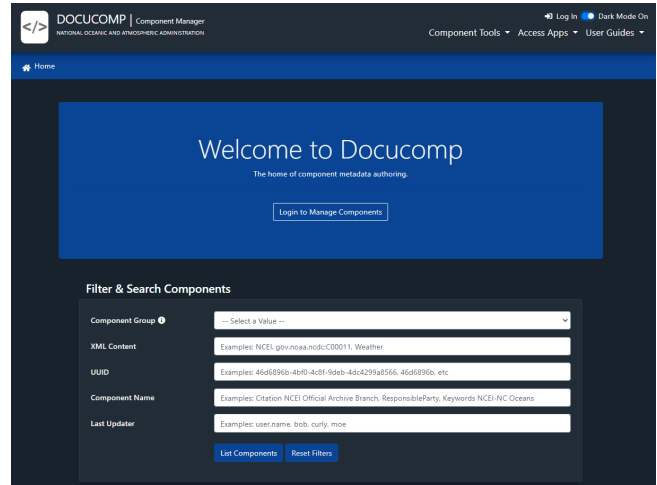 </>
DOCUCOMP | Component Manager
NATIONAL OCEANIC AND ATMOSPHERIC ADMINISTRATION
Log In Dark Mode On
Component Tools Access Apps User Guides
Home
Welcome to Docucomp
The home of component metadata authoring.
Login to Manage Components
Filter & Search Components
Component Group -- Select a Value --
XML Content Examples: NCEI, gov.noaa.ncdc:C00011, Weather
UUID Examples: 46d6896b-4bf0-4c8f-9deb-4dc4299a8566, 46d6896b, etc
Component Name Examples: Citation NCEI Official Archive Branch, ResponsibleParty, Keywords NCEI-NC Oceans
Last Updater Examples: user.name, bob, curly, moe
List Components Reset Filters